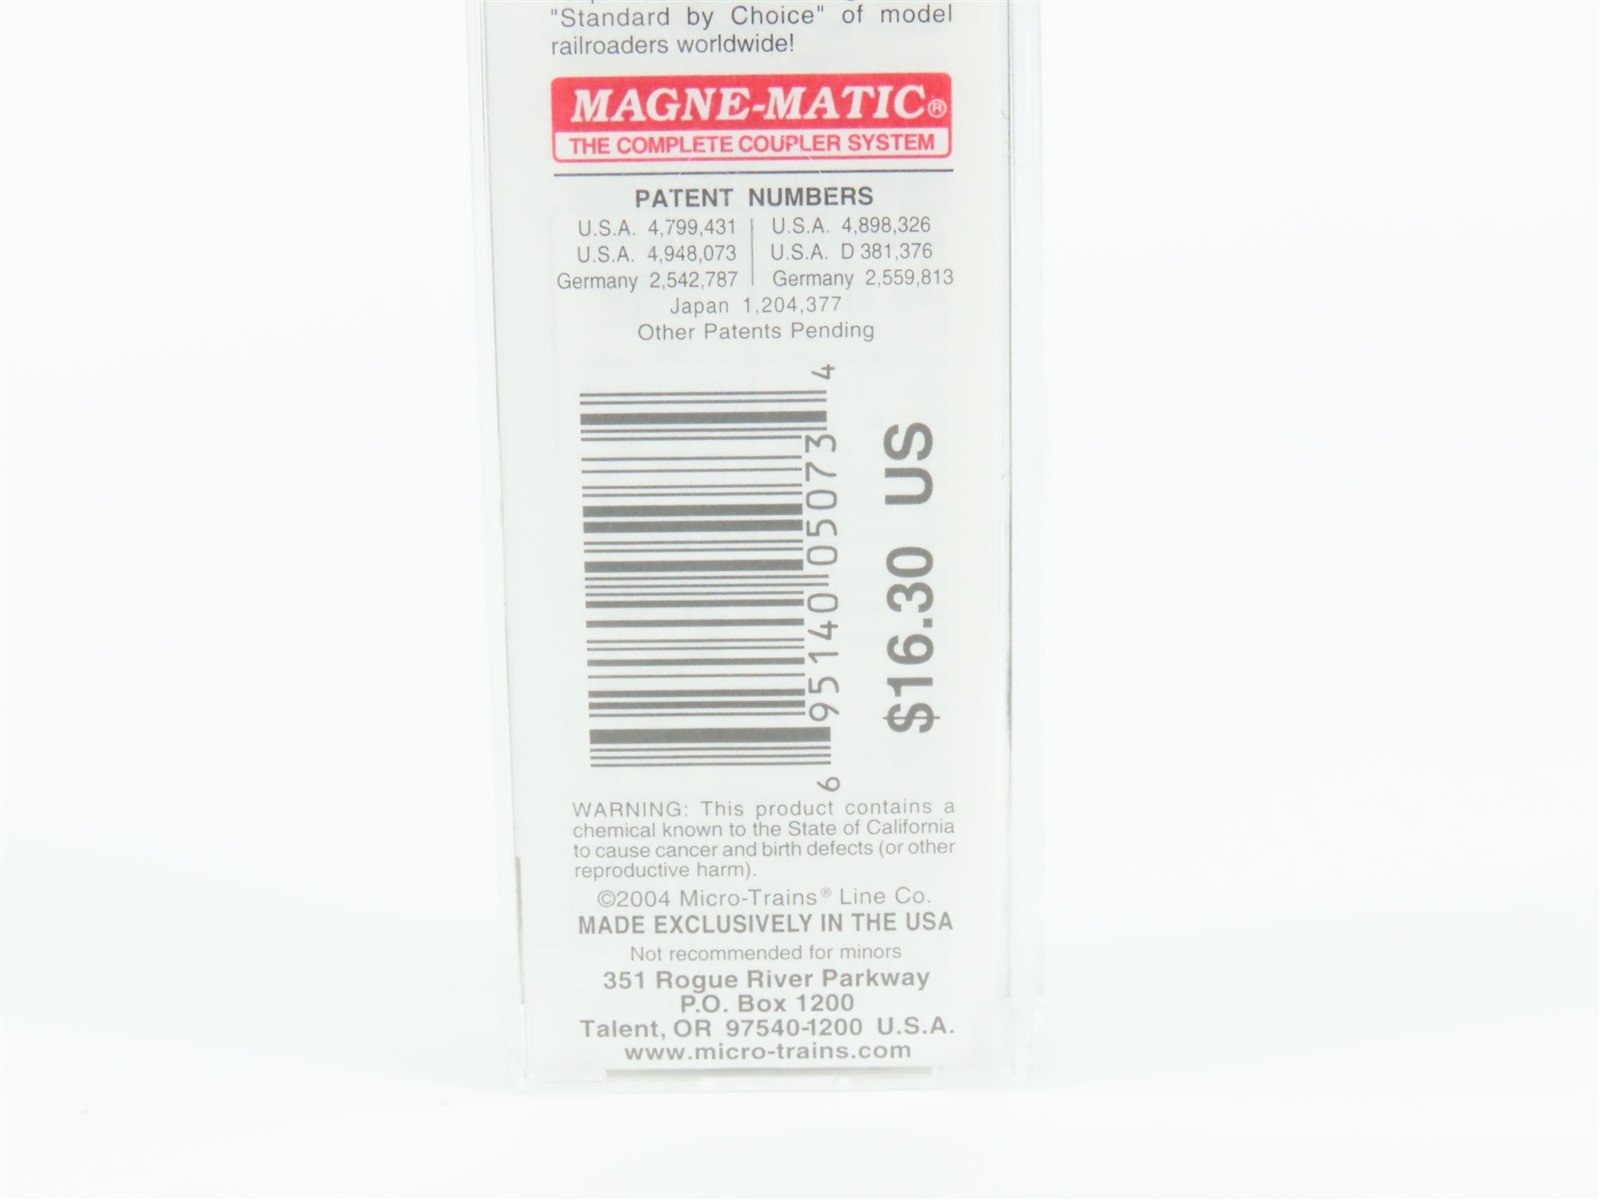 "Standard by Choice" of model
railroaders worldwide!
MAGNE-MATIC®
THE COMPLETE COUPLER SYSTEM
PATENT NUMBERS
U.S.A. 4,799,431 | U.S.A. 4,898,326
U.S.A. 4,948,073 | U.S.A. D 381,376
Germany 2,542,787 | Germany 2,559,813
Japan 1,204,377
Other Patents Pending
6 95140 05073 4
$16.30 US
WARNING: This product contains a
chemical known to the State of California
to cause cancer and birth defects (or other
reproductive harm).
©2004 Micro-Trains® Line Co.
MADE EXCLUSIVELY IN THE USA
Not recommended for minors
351 Rogue River Parkway
P.O. Box 1200
Talent, OR 97540-1200 U.S.A.
www.micro-trains.com